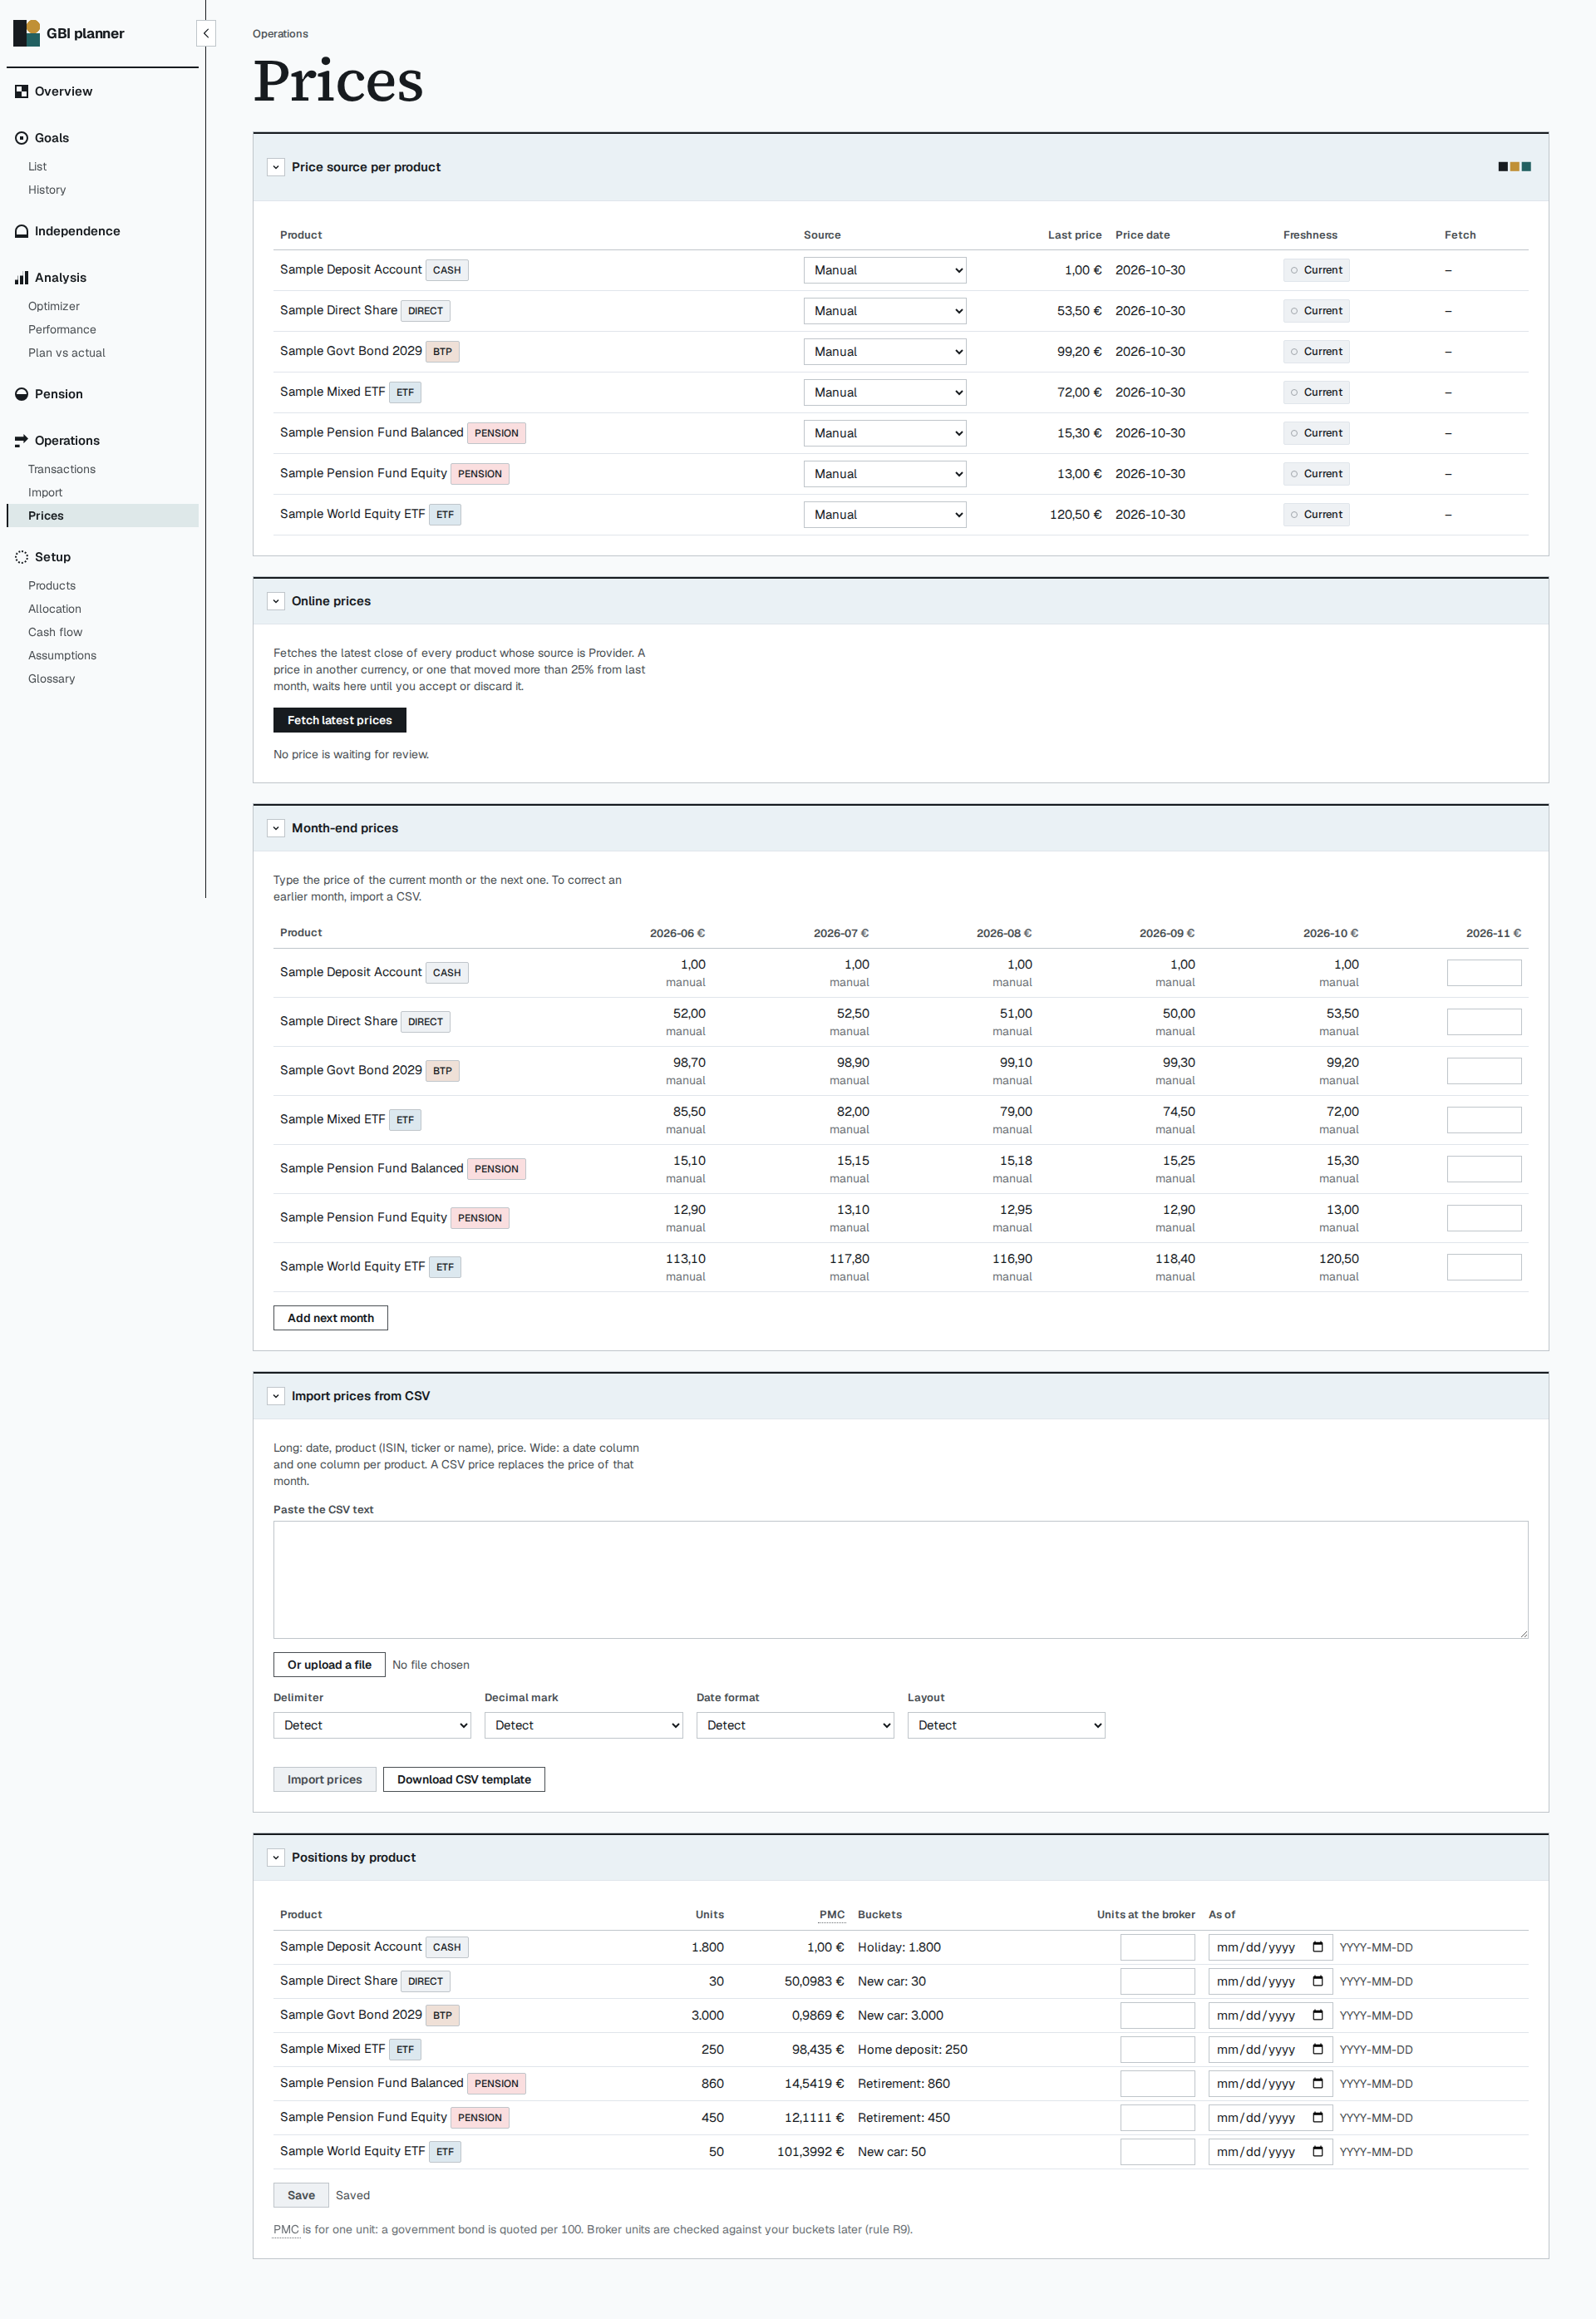 GBI planner
Overview
Goals
List
History
Independence
Analysis
Optimizer
Performance
Plan vs actual
Pension
Operations
Transactions
Import
Prices
Setup
Products
Allocation
Cash flow
Assumptions
Glossary
Operations
Prices
Price source per product
Product Source Last price Price date Freshness Fetch
Sample Deposit Account CASH Manual 1,00 € 2026-10-30 Current –
Sample Direct Share DIRECT Manual 53,50 € 2026-10-30 Current –
Sample Govt Bond 2029 BTP Manual 99,20 € 2026-10-30 Current –
Sample Mixed ETF ETF Manual 72,00 € 2026-10-30 Current –
Sample Pension Fund Balanced PENSION Manual 15,30 € 2026-10-30 Current –
Sample Pension Fund Equity PENSION Manual 13,00 € 2026-10-30 Current –
Sample World Equity ETF ETF Manual 120,50 € 2026-10-30 Current –
Online prices
Fetches the latest close of every product whose source is Provider. A
price in another currency, or one that moved more than 25% from last
month, waits here until you accept or discard it.
Fetch latest prices
No price is waiting for review.
Month-end prices
Type the price of the current month or the next one. To correct an
earlier month, import a CSV.
Product 2026-06 € 2026-07 € 2026-08 € 2026-09 € 2026-10 € 2026-11 €
Sample Deposit Account CASH 1,00 1,00 1,00 1,00 1,00
manual manual manual manual manual
Sample Direct Share DIRECT 52,00 52,50 51,00 50,00 53,50
manual manual manual manual manual
Sample Govt Bond 2029 BTP 98,70 98,90 99,10 99,30 99,20
manual manual manual manual manual
Sample Mixed ETF ETF 85,50 82,00 79,00 74,50 72,00
manual manual manual manual manual
Sample Pension Fund Balanced PENSION 15,10 15,15 15,18 15,25 15,30
manual manual manual manual manual
Sample Pension Fund Equity PENSION 12,90 13,10 12,95 12,90 13,00
manual manual manual manual manual
Sample World Equity ETF ETF 113,10 117,80 116,90 118,40 120,50
manual manual manual manual manual
Add next month
Import prices from CSV
Long: date, product (ISIN, ticker or name), price. Wide: a date column
and one column per product. A CSV price replaces the price of that
month.
Paste the CSV text
Or upload a file No file chosen
Delimiter Decimal mark Date format Layout
Detect Detect Detect Detect
Import prices Download CSV template
Positions by product
Product Units PMC Buckets Units at the broker As of
Sample Deposit Account CASH 1.800 1,00 € Holiday: 1.800 mm/dd/yyyy YYYY-MM-DD
Sample Direct Share DIRECT 30 50,0983 € New car: 30 mm/dd/yyyy YYYY-MM-DD
Sample Govt Bond 2029 BTP 3.000 0,9869 € New car: 3.000 mm/dd/yyyy YYYY-MM-DD
Sample Mixed ETF ETF 250 98,435 € Home deposit: 250 mm/dd/yyyy YYYY-MM-DD
Sample Pension Fund Balanced PENSION 860 14,5419 € Retirement: 860 mm/dd/yyyy YYYY-MM-DD
Sample Pension Fund Equity PENSION 450 12,1111 € Retirement: 450 mm/dd/yyyy YYYY-MM-DD
Sample World Equity ETF ETF 50 101,3992 € New car: 50 mm/dd/yyyy YYYY-MM-DD
Save Saved
PMC is for one unit: a government bond is quoted per 100. Broker units are checked against your buckets later (rule R9).